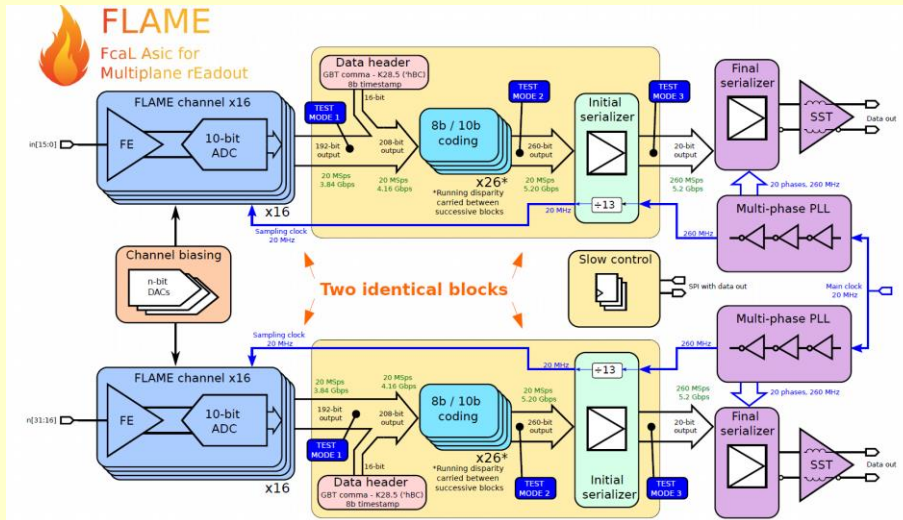 FLAME
FcaL Asic for
Multiplane rEadout
FLAME channel x16
FE
10-bit
ADC
x16
in[15:0]
Data header
GBT comma - K28.5 ('hBC)
8b timestamp
16-bit
TEST
MODE 1
192-bit
output
20 MSps
3.84 Gbps
208-bit
output
20 MSps
4.16 Gbps
8b / 10b
coding
x26*
*Running disparity
carried between
successive blocks
TEST
MODE 2
260-bit
output
20 MSps
5.20 Gbps
Initial
serializer
÷13
20 MHz
TEST
MODE 3
20-bit
output
260 MSps
5.2 Gbps
Final
serializer
SST
Data out
20 phases, 260 MHz
Multi-phase PLL
260 MHz
Sampling clock
20 MHz
Channel biasing
n-bit
DACs
Two identical blocks
Slow control
SPI with data out
Main clock
20 MHz
Sampling clock
20 MHz
20 MHz
260 MHz
Multi-phase PLL
20 phases, 260 MHz
FLAME channel x16
FE
10-bit
ADC
x16
n[31:16]
20 MSps
3.84 Gbps
192-bit
output
TEST
MODE 1
20 MSps
4.16 Gbps
208-bit
output
16-bit
Data header
GBT comma - K28.5 ('hBC)
8b timestamp
8b / 10b
coding
x26*
*Running disparity
carried between
successive blocks
20 MSps
5.20 Gbps
260-bit
output
TEST
MODE 2
÷13
Initial
serializer
260 MSps
5.2 Gbps
20-bit
output
TEST
MODE 3
Final
serializer
SST
Data out